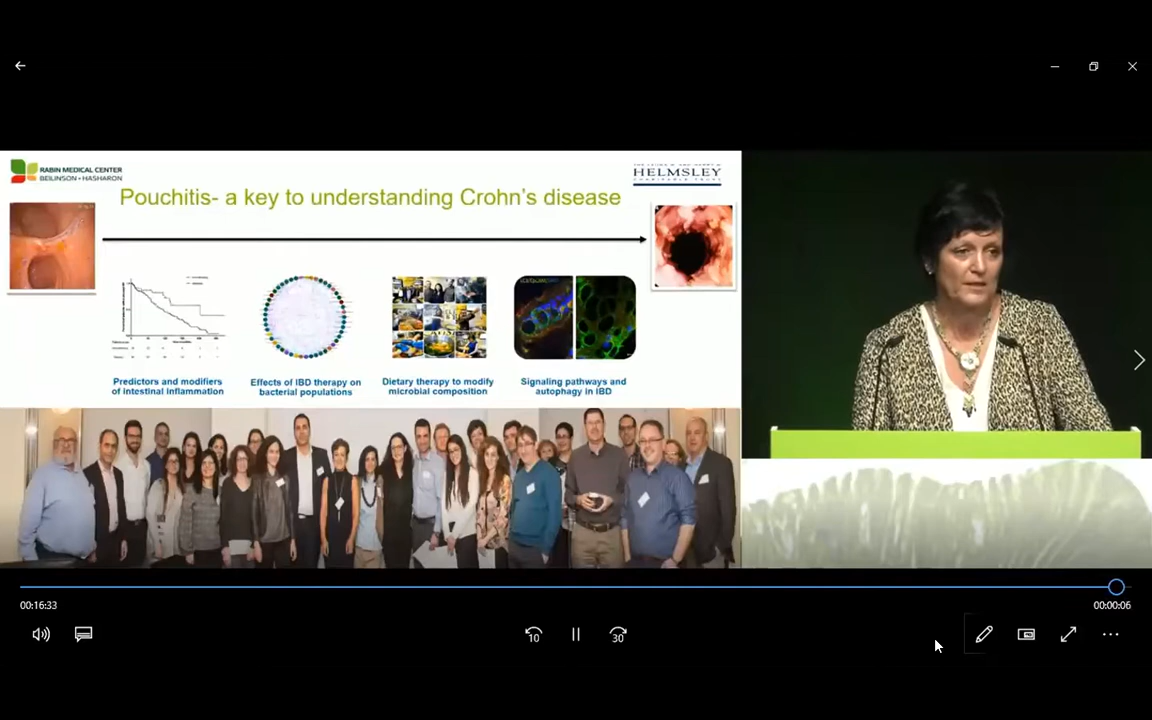 RABIN MEDICAL CENTER
BEILINSON • HASHARON
HELMSLEY
Pouchitis- a key to understanding Crohn's disease
Predictors and modifiers
of intestinal inflammation
Effects of IBD therapy on
bacterial populations
Dietary therapy to modify
microbial composition
Signaling pathways and
autophagy in IBD
00:16:33
00:00:06
10
30